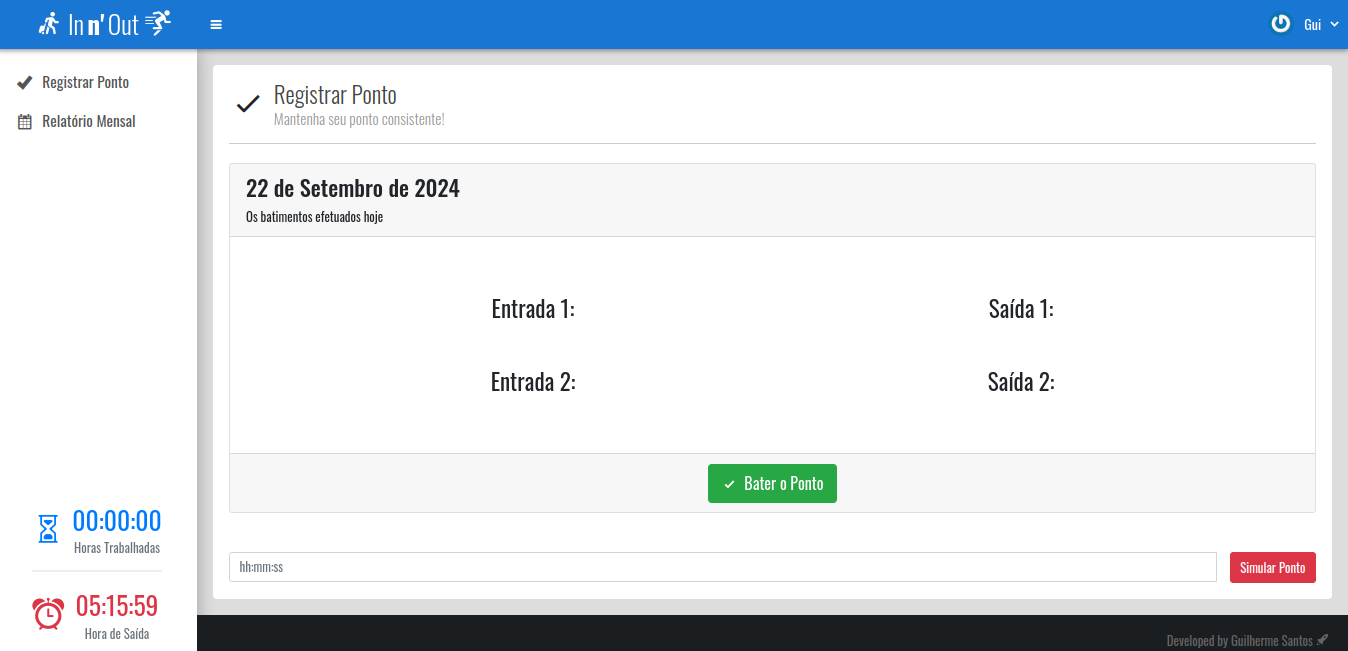 In n' Out
Gui
Registrar Ponto
Relatório Mensal
Registrar Ponto
Mantenha seu ponto consistente!
22 de Setembro de 2024
Os batimentos efetuados hoje
Entrada 1: Saída 1:
Entrada 2: Saída 2:
Bater o Ponto
00:00:00
Horas Trabalhadas
hh:mm:ss Simular Ponto
05:15:59
Hora de Saída
Developed by Guilherme Santos